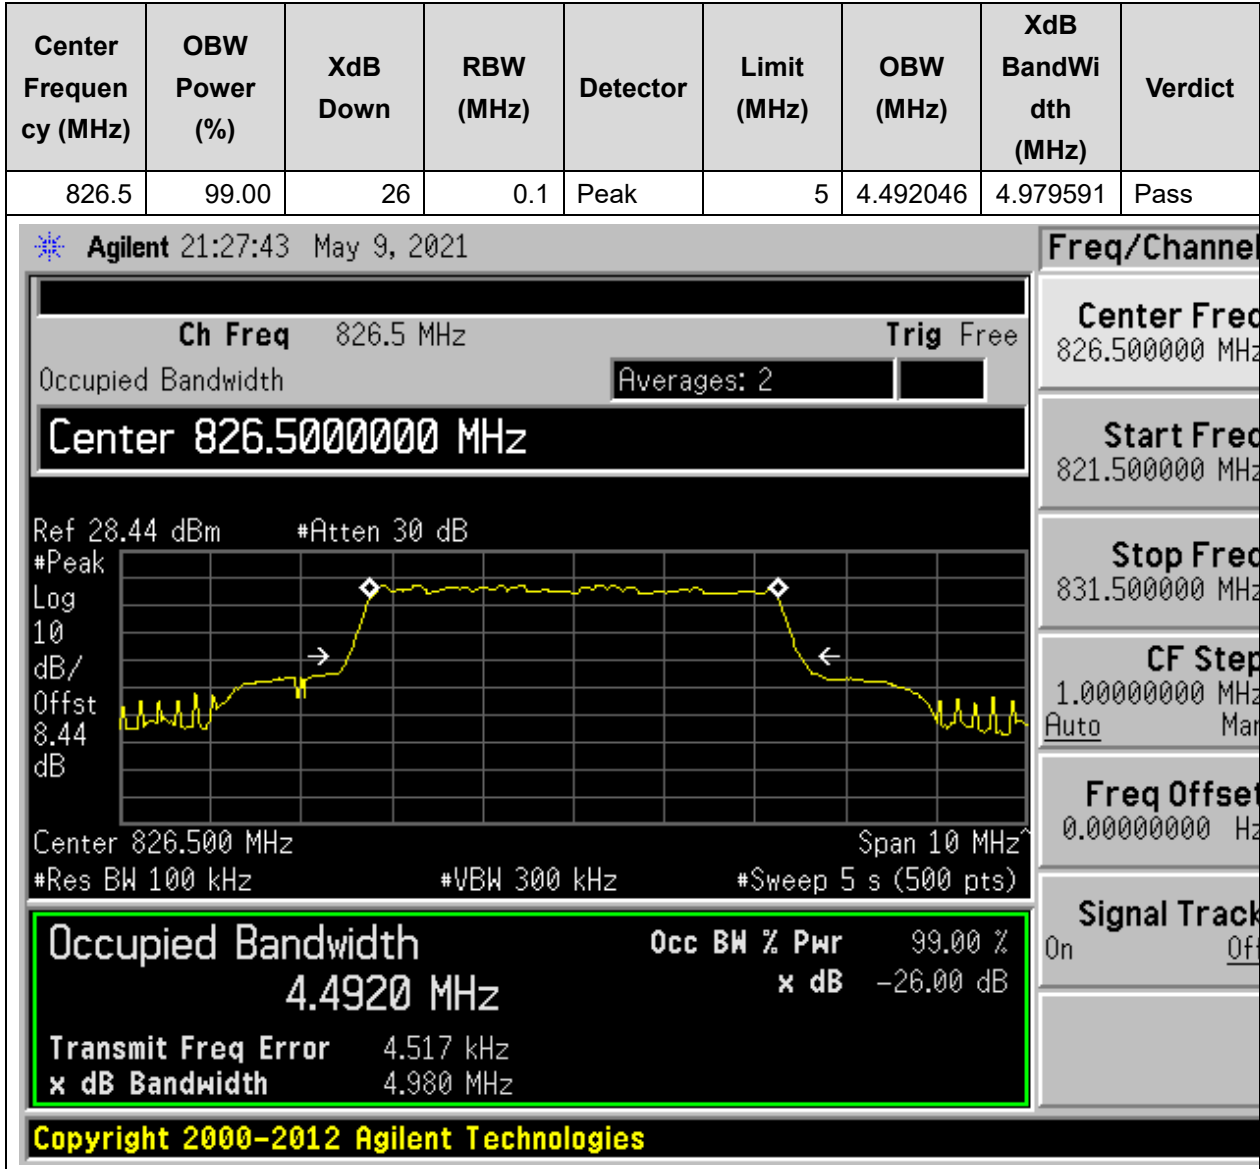 Center Frequen cy (MHz) OBW Power (%) XdB Down RBW (MHz) Detector Limit (MHz) OBW (MHz) XdB BandWi dth (MHz) Verdict
826.5 99.00 26 0.1 Peak 5 4.492046 4.979591 Pass
Agilent 21:27:43 May 9, 2021
Freq/Channel
Ch Freq 826.5 MHz Trig Free
Occupied Bandwidth Averages: 2
Center 826.5000000 MHz
Ref 28.44 dBm #Atten 30 dB
#Peak
Log
10
dB/
Offst
8.44
dB
Center 826.500 MHz Span 10 MHz^
#Res BW 100 kHz #VBW 300 kHz #Sweep 5 s (500 pts)
Occupied Bandwidth Occ BW % Pwr 99.00 %
4.4920 MHz x dB -26.00 dB
Transmit Freq Error 4.517 kHz
x dB Bandwidth 4.980 MHz
Center Freq
826.500000 MHz
Start Freq
821.500000 MHz
Stop Freq
831.500000 MHz
CF Step
1.00000000 MHz
Auto Man
Freq Offset
0.00000000 Hz
Signal Track
On Off
Copyright 2000-2012 Agilent Technologies